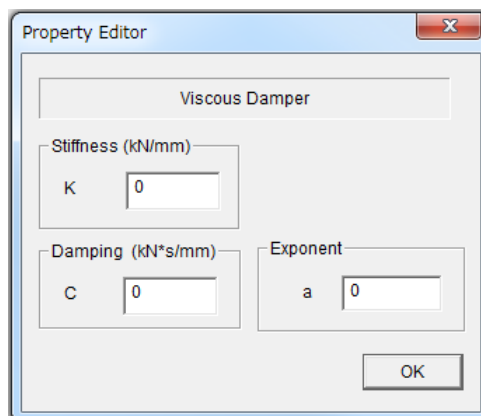 Property Editor
Viscous Damper
Stiffness (kN/mm)
K 0
Damping (kN*s/mm)
C 0
Exponent
a 0
OK